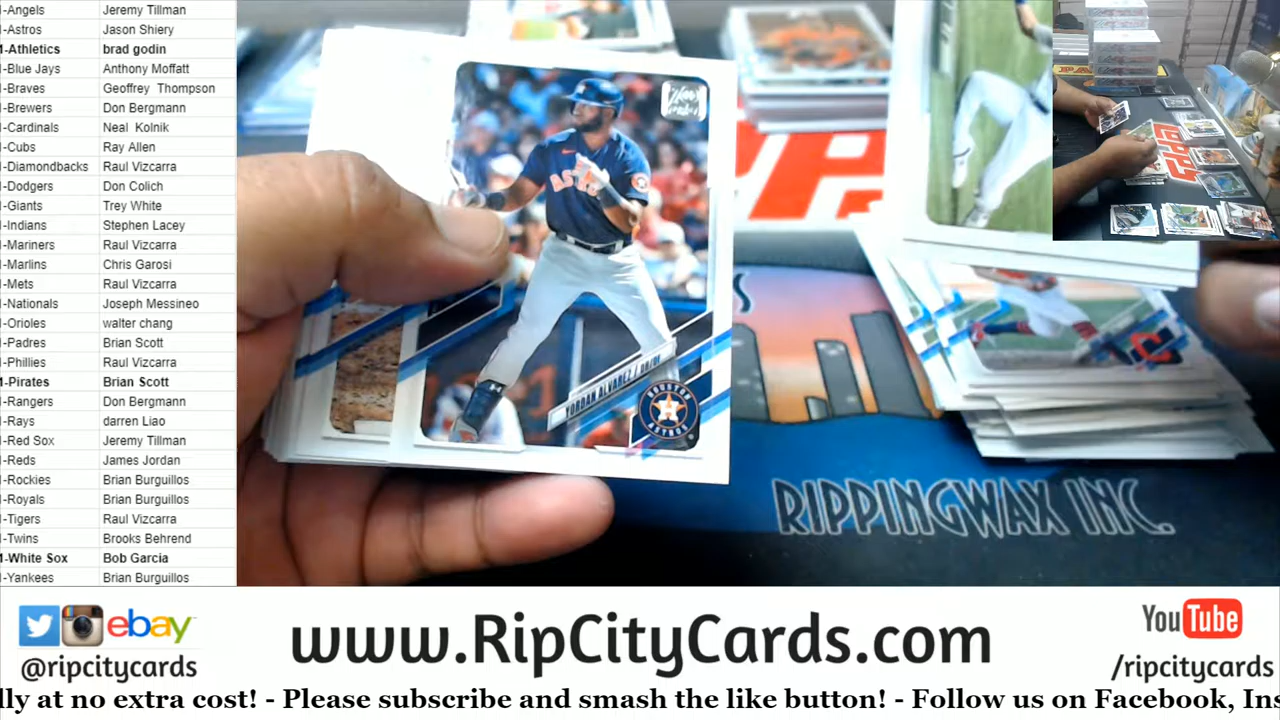 l-Angels Jeremy Tillman
l-Astros Jason Shiery
l-Athletics brad godin
l-Blue Jays Anthony Moffatt
l-Braves Geoffrey Thompson
l-Brewers Don Bergmann
l-Cardinals Neal Kolnik
l-Cubs Ray Allen
l-Diamondbacks Raul Vizcarra
l-Dodgers Don Colich
l-Giants Trey White
l-Indians Stephen Lacey
l-Mariners Raul Vizcarra
l-Marlins Chris Garosi
l-Mets Raul Vizcarra
l-Nationals Joseph Messineo
l-Orioles walter chang
l-Padres Brian Scott
l-Phillies Raul Vizcarra
l-Pirates Brian Scott
l-Rangers Don Bergmann
l-Rays darren Liao
l-Red Sox Jeremy Tillman
l-Reds James Jordan
l-Rockies Brian Burguillos
l-Royals Brian Burguillos
l-Tigers Raul Vizcarra
l-Twins Brooks Behrend
l-White Sox Bob Garcia
l-Yankees Brian Burguillos
YORDAN ALVAREZ / DH/OF
HOUSTON
ASTROS
H
RIPPINGWAX INC.
TOPPS
ebay
@ripcitycards
www.RipCityCards.com
YouTube
/ripcitycards
lly at no extra cost! - Please subscribe and smash the like button! - Follow us on Facebook, Ins